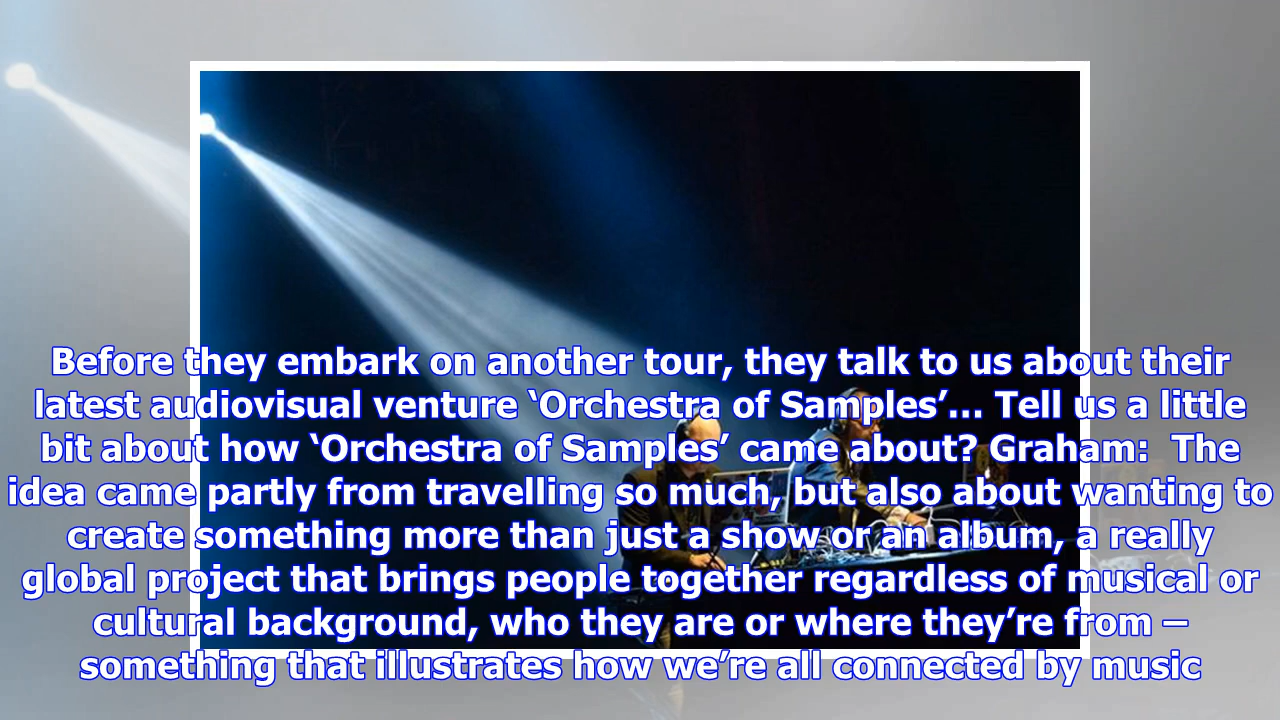 Before they embark on another tour, they talk to us about their
latest audiovisual venture ‘Orchestra of Samples’... Tell us a little
bit about how ‘Orchestra of Samples’ came about? Graham:  The
idea came partly from travelling so much, but also about wanting to
create something more than just a show or an album, a really
global project that brings people together regardless of musical or
cultural background, who they are or where they’re from –
something that illustrates how we’re all connected by music